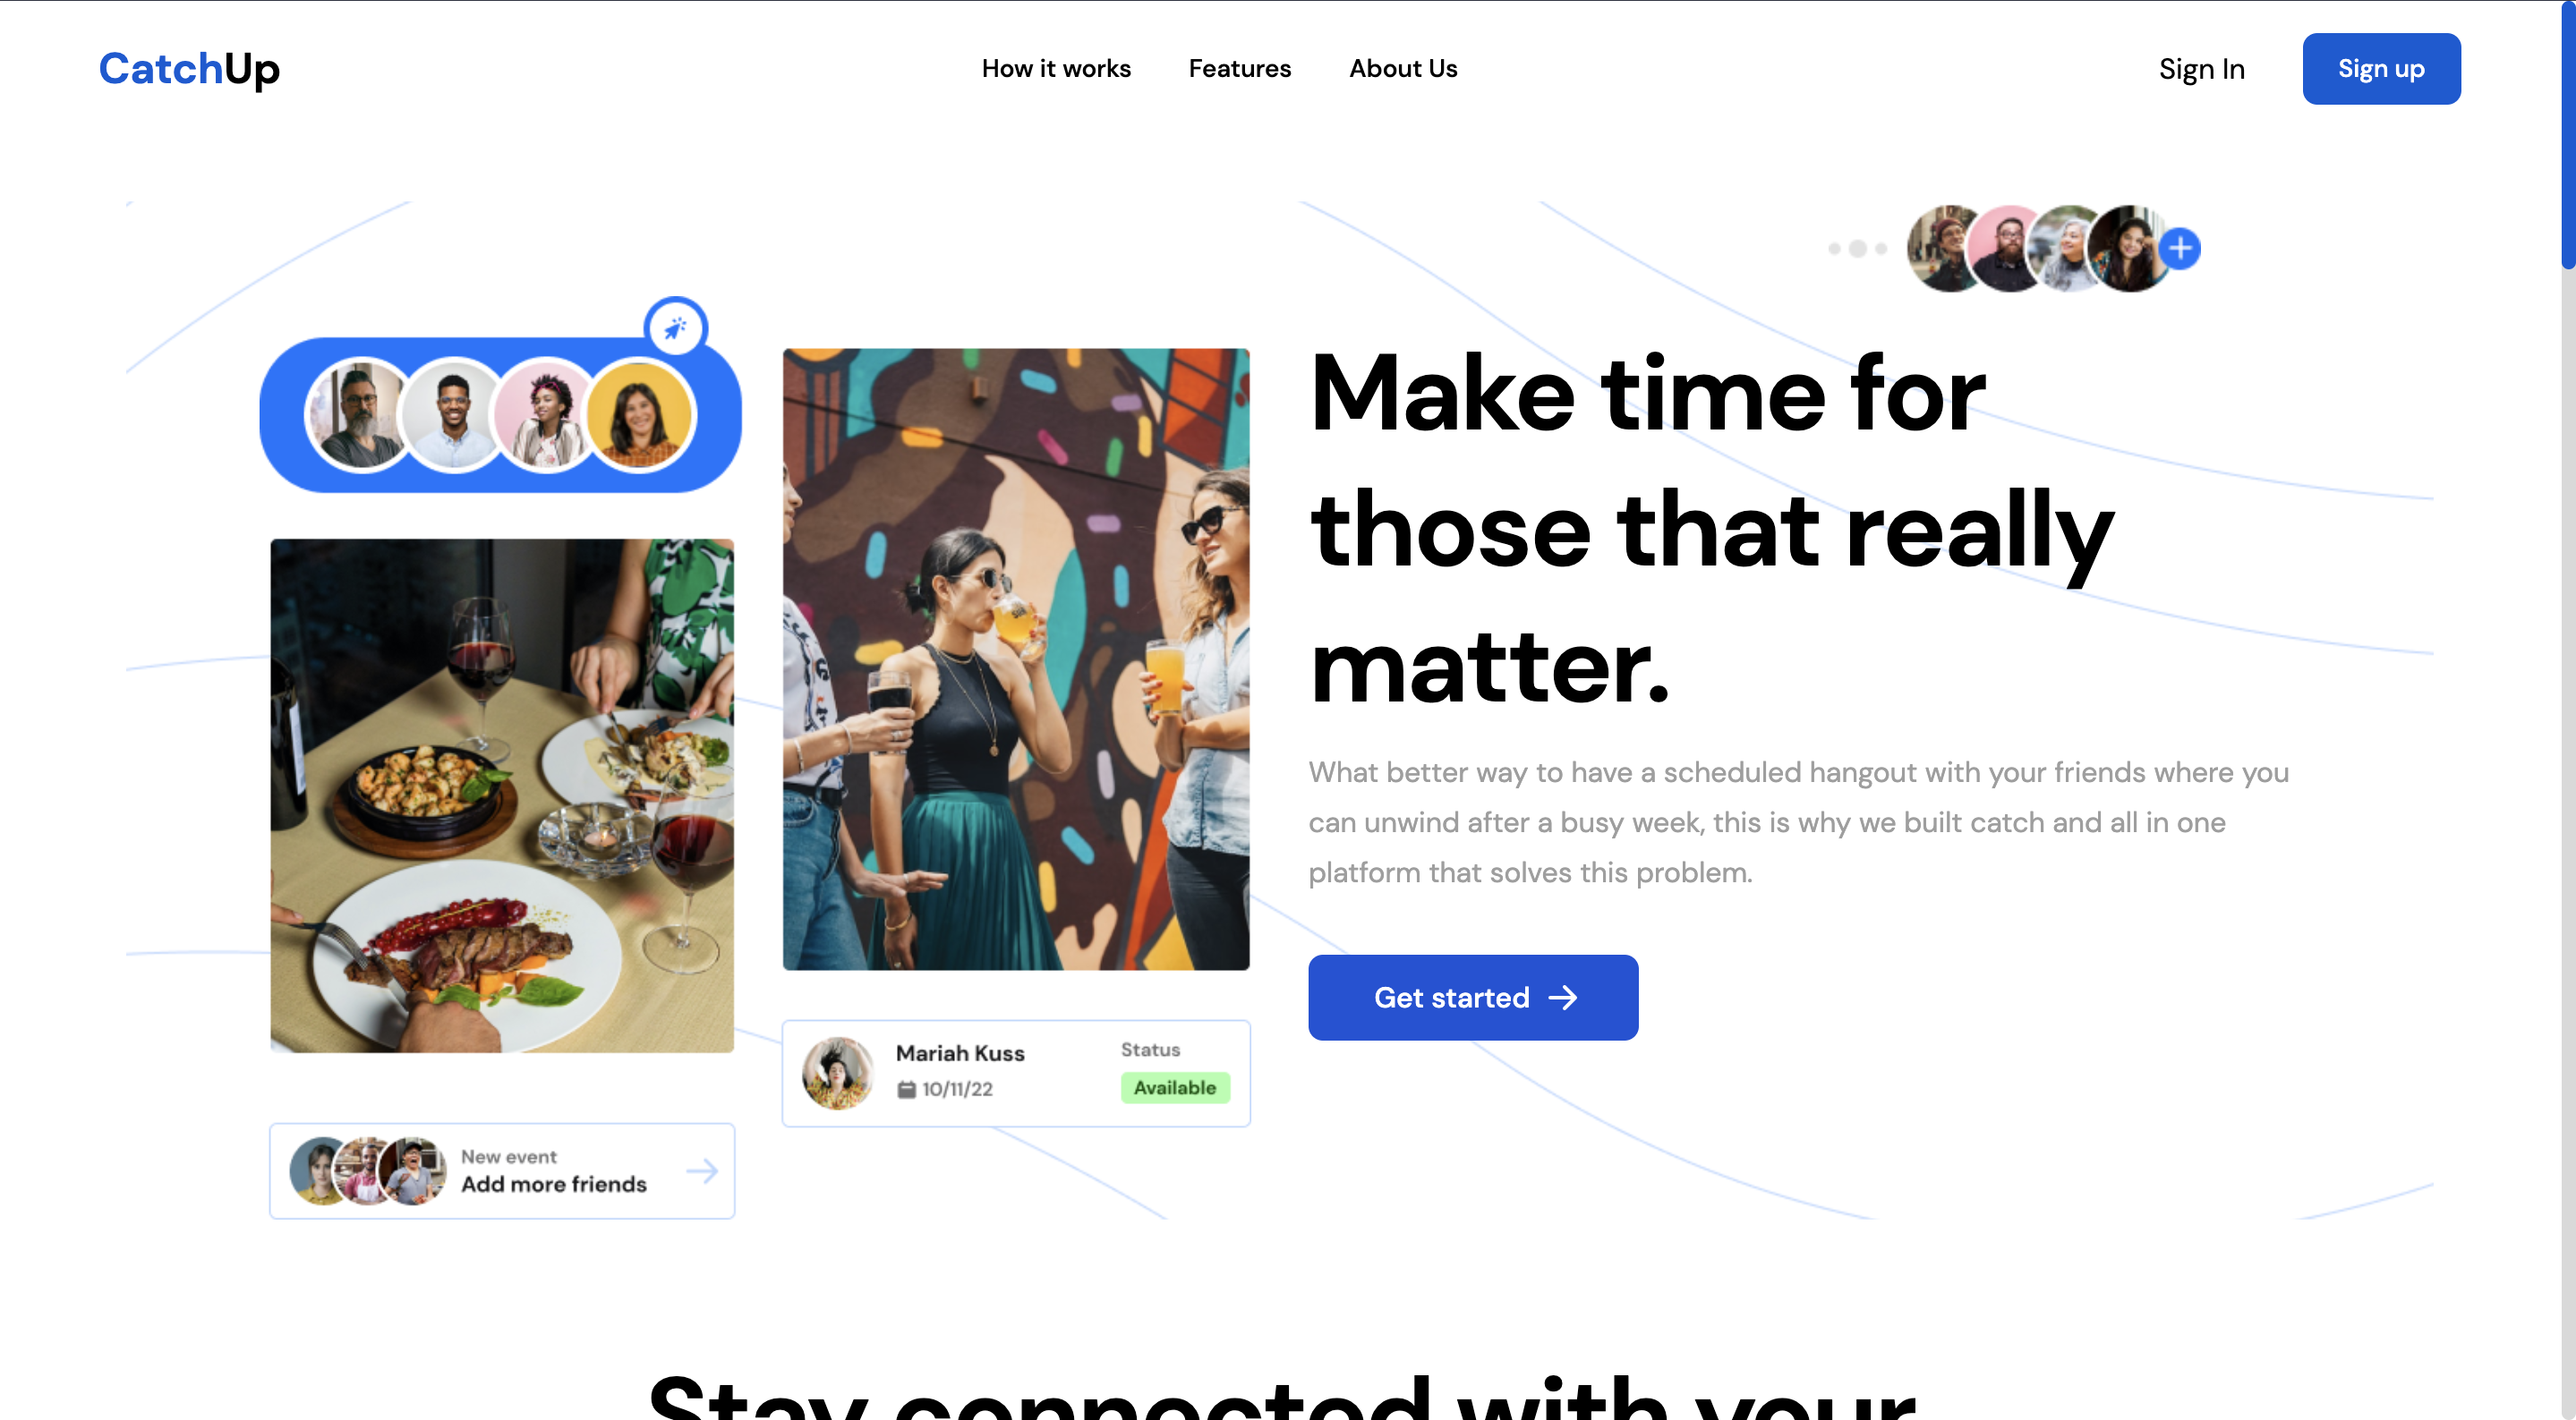 CatchUp
How it works
Features
About Us
Sign In
Sign up
Make time for
those that really
matter.
What better way to have a scheduled hangout with your friends where you
can unwind after a busy week, this is why we built catch and all in one
platform that solves this problem.
Get started
Mariah Kuss
10/11/22
Status
Available
New event
Add more friends
Stay connected with your